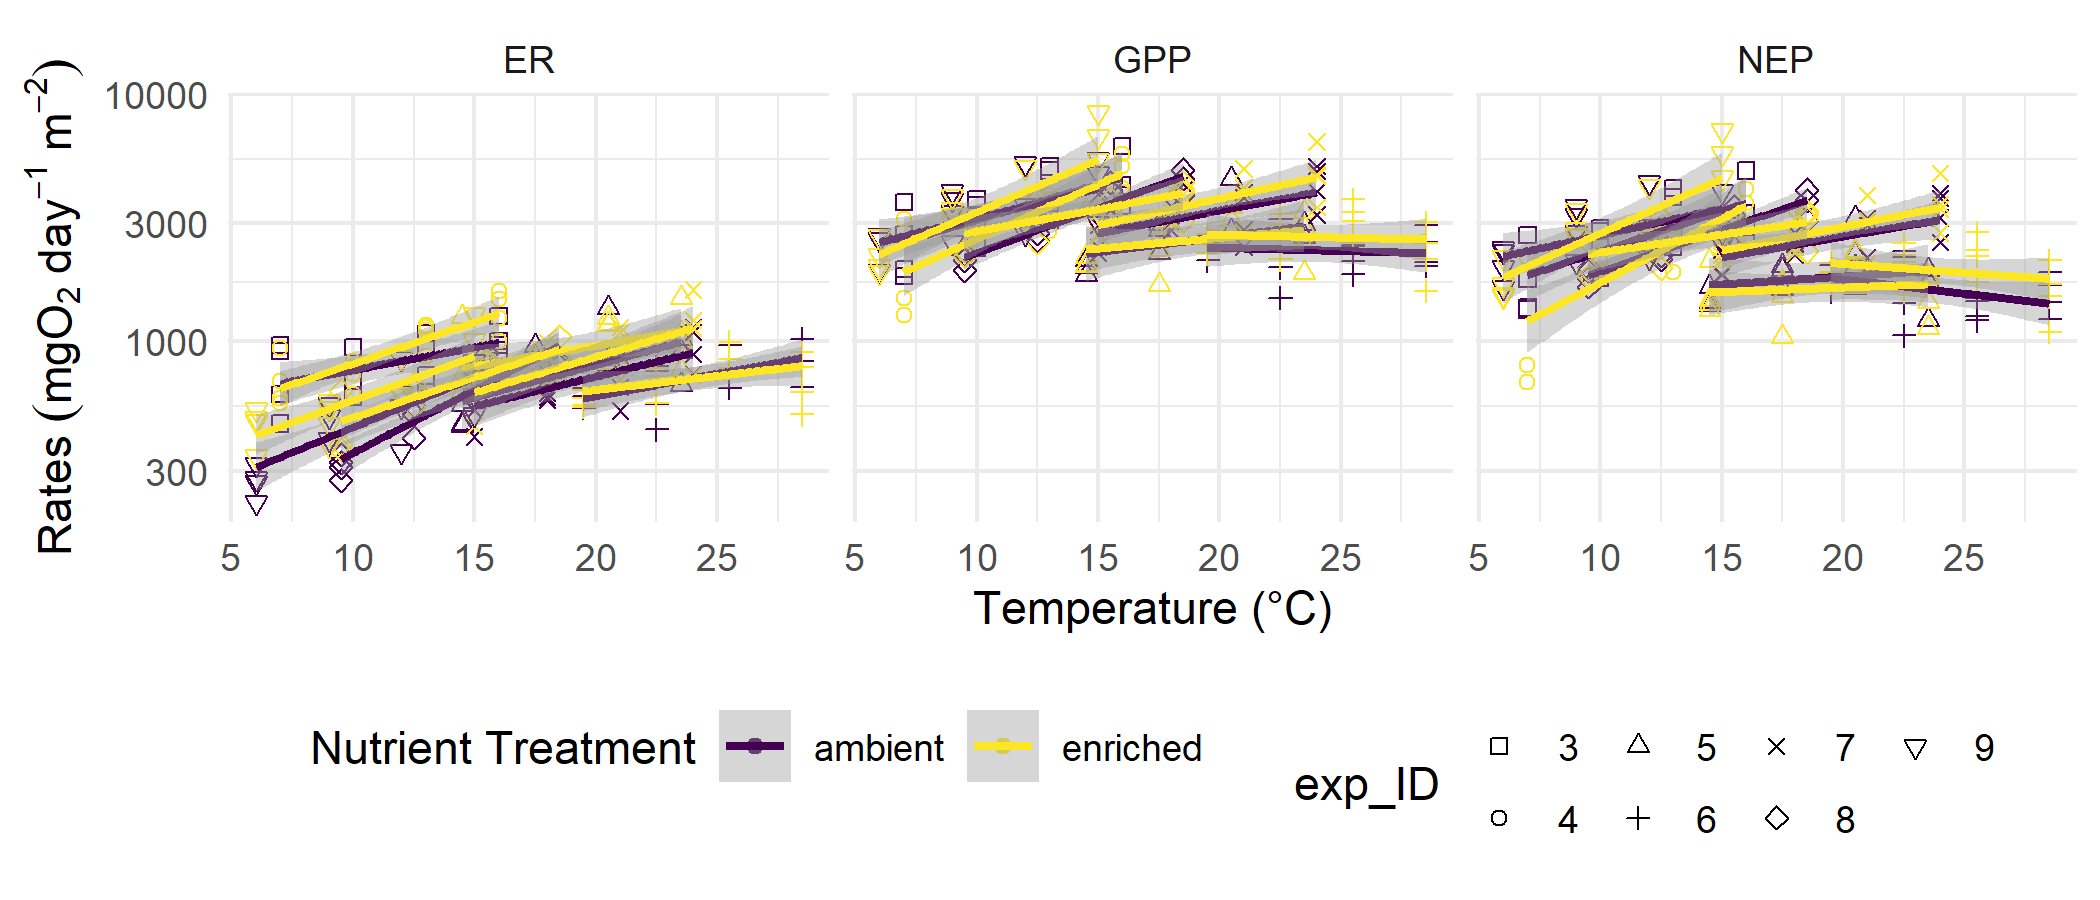 ER GPP NEP
10000
3000
1000
300
Rates (mgO₂ day⁻¹ m⁻²)
5 10 15 20 25 5 10 15 20 25 5 10 15 20 25
Temperature (°C)
Nutrient Treatment ambient enriched
exp_ID
3 5 7 9
4 6 8